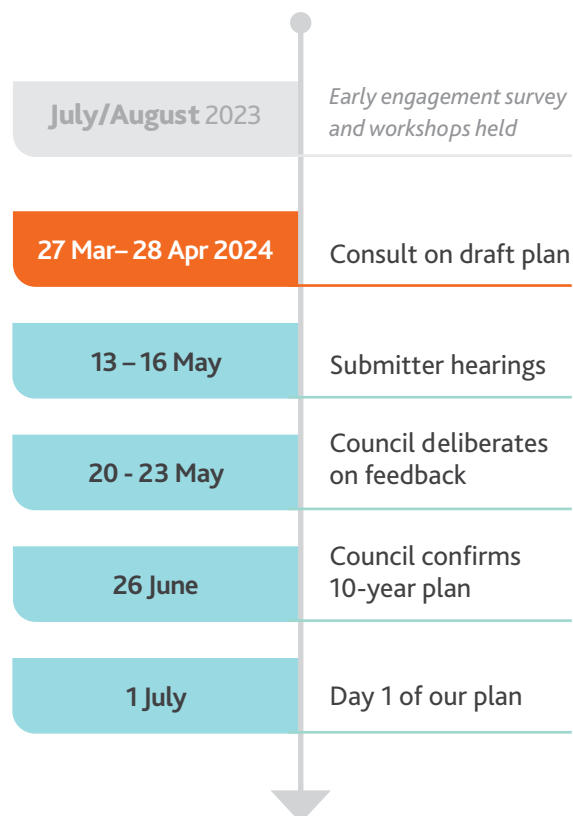 July/August 2023
Early engagement survey
and workshops held
27 Mar– 28 Apr 2024
Consult on draft plan
13 – 16 May
Submitter hearings
20 - 23 May
Council deliberates
on feedback
26 June
Council confirms
10-year plan
1 July
Day 1 of our plan